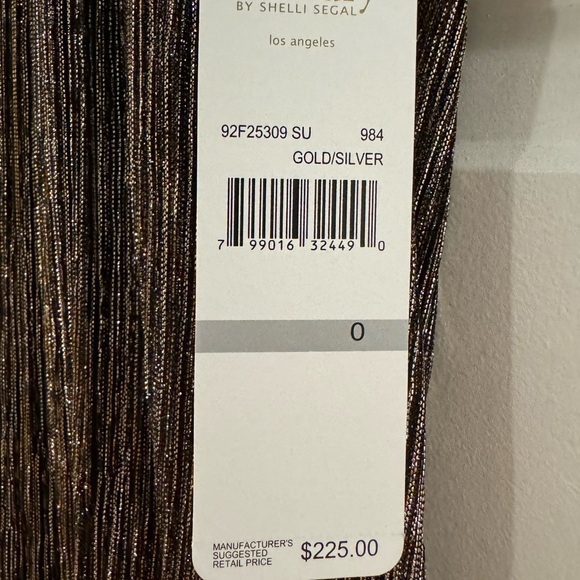 BY SHELLI SEGAL
los angeles
92F25309 SU 984
GOLD/SILVER
7 99016 32449 0
0
MANUFACTURER'S
SUGGESTED
RETAIL PRICE $225.00